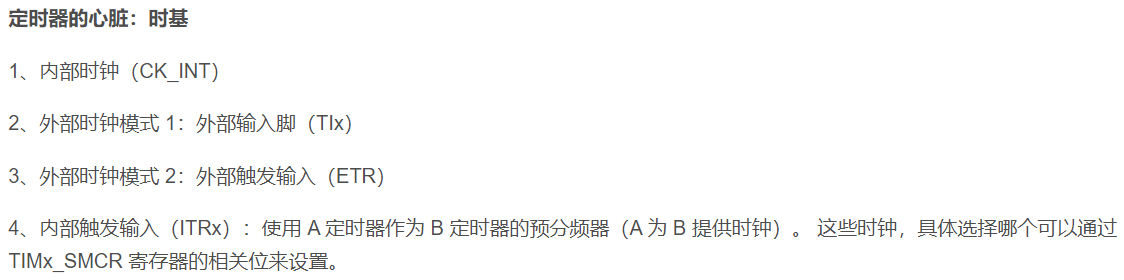 定时器的心脏：时基
1、内部时钟（CK_INT）
2、外部时钟模式 1：外部输入脚（TIx）
3、外部时钟模式 2：外部触发输入（ETR）
4、内部触发输入（ITRx）：使用 A 定时器作为 B 定时器的预分频器（A 为 B 提供时钟）。 这些时钟，具体选择哪个可以通过
TIMx_SMCR 寄存器的相关位来设置。